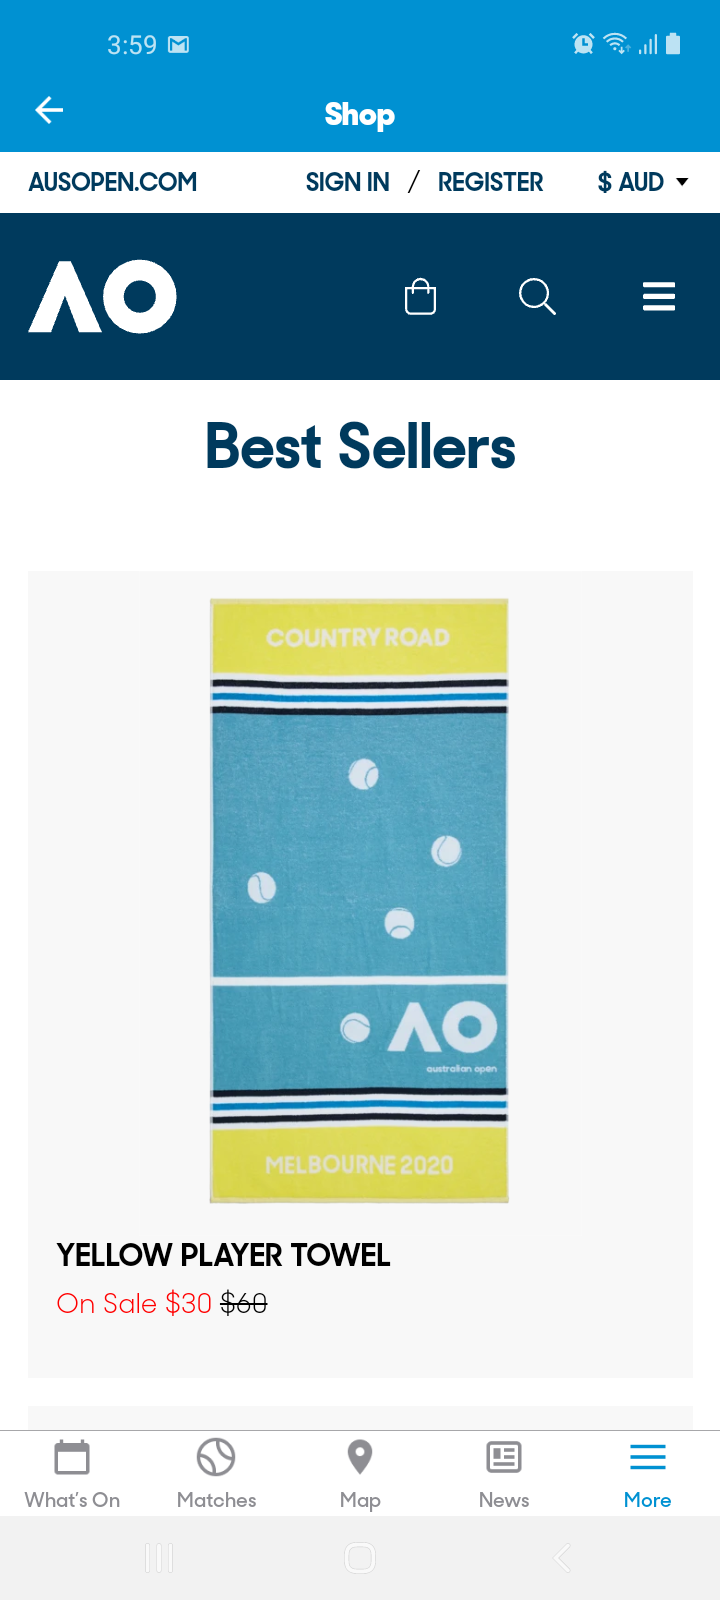 3:59
Shop
AUSOPEN.COM
SIGN IN / REGISTER
$ AUD
AO
Best Sellers
COUNTRY ROAD
AO
australian open
MELBOURNE 2020
YELLOW PLAYER TOWEL
On Sale $30 $60
What's On
Matches
Map
News
More